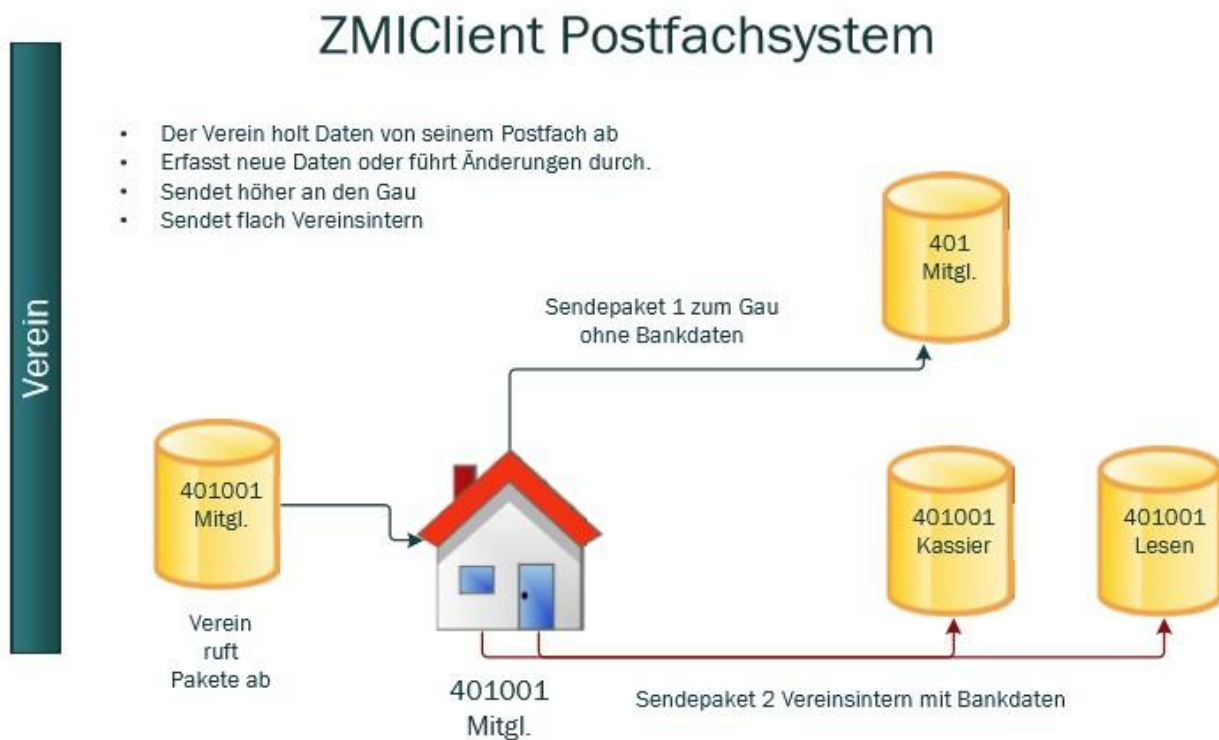 ZMIClient Postfachsystem
Verein
• Der Verein holt Daten von seinem Postfach ab
• Erfasst neue Daten oder führt Änderungen durch.
• Sendet höher an den Gau
• Sendet flach Vereinsintern
401
Mitgl.
Sendepaket 1 zum Gau
ohne Bankdaten
401001
Mitgl.
401001
Kassier
401001
Lesen
Verein
ruft
Pakete ab
401001
Mitgl.
Sendepaket 2 Vereinsintern mit Bankdaten